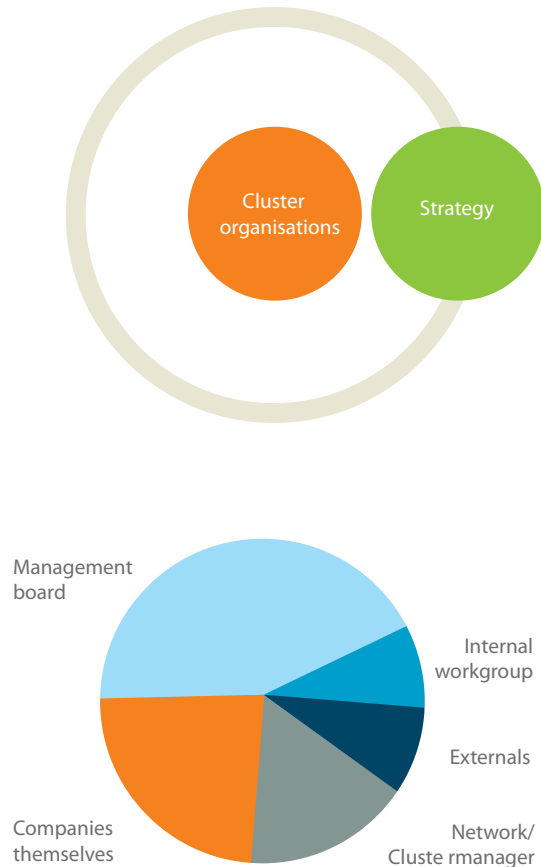 Cluster
organisations
Strategy
Management
board
Internal
workgroup
Externals
Companies
themselves
Network/
Cluste rmanager